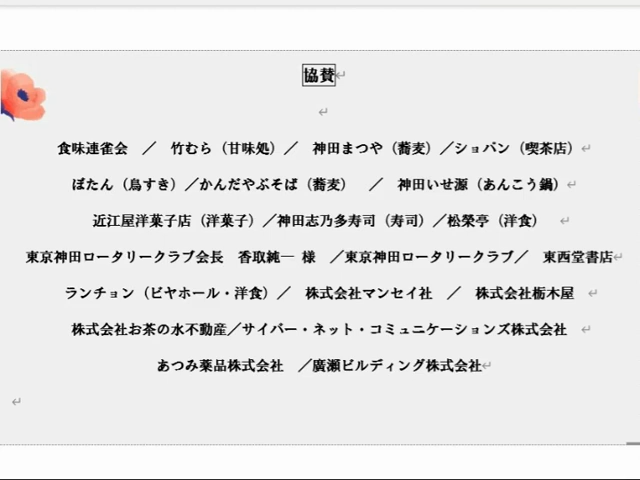 協賛
食味連雀会　／　竹むら（甘味処）／　神田まつや（蕎麦）／ショパン（喫茶店）
ぼたん（鳥すき）／かんだやぶそば（蕎麦）　／　神田いせ源（あんこう鍋）
近江屋洋菓子店（洋菓子）／神田志乃多寿司（寿司）／松榮亭（洋食）
東京神田ロータリークラブ会長　香取純一 様　／東京神田ロータリークラブ／　東西堂書店
ランチョン（ビヤホール・洋食）／　株式会社マンセイ社　／　株式会社栃木屋
株式会社お茶の水不動産／サイバー・ネット・コミュニケーションズ株式会社
あつみ薬品株式会社　／廣瀬ビルディング株式会社